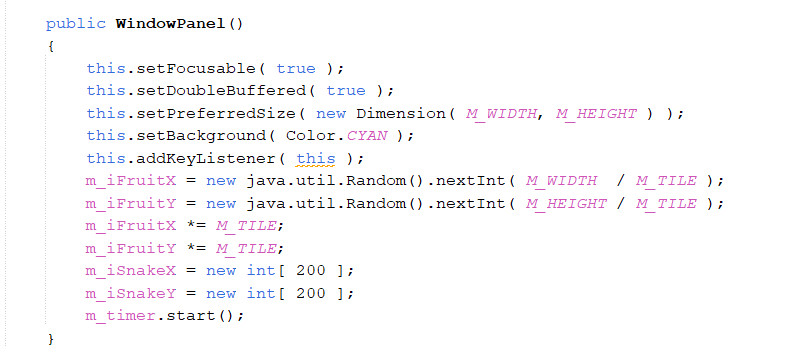 public WindowPanel()
{
this.setFocusable( true );
this.setDoubleBuffered( true );
this.setPreferredSize( new Dimension( M_WIDTH, M_HEIGHT ) );
this.setBackground( Color.CYAN );
this.addKeyListener( this );
m_iFruitX = new java.util.Random().nextInt( M_WIDTH  / M_TILE );
m_iFruitY = new java.util.Random().nextInt( M_HEIGHT / M_TILE );
m_iFruitX *= M_TILE;
m_iFruitY *= M_TILE;
m_iSnakeX = new int[ 200 ];
m_iSnakeY = new int[ 200 ];
m_timer.start();
}